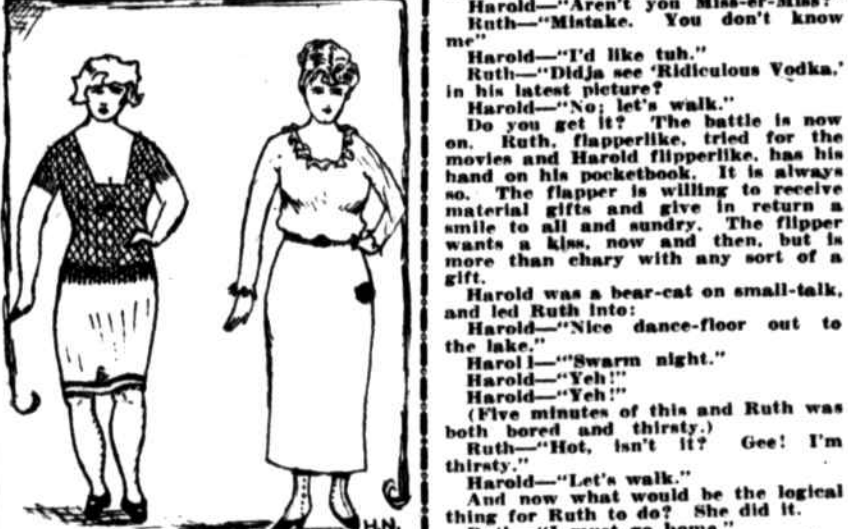 H.N.
Harold—"Aren't you Miss-er-Miss?"
Ruth—"Mistake. You don't know
me"
Harold—"I'd like tuh."
Ruth—"Didja see 'Ridiculous Vodka,'
in his latest picture?
Harold—"No; let's walk."
Do you get it? The battle is now
on. Ruth, flapperlike, tried for the
movies and Harold flipperlike, has his
hand on his pocketbook. It is always
so. The flapper is willing to receive
material gifts and give in return a
smile to all and sundry. The flipper
wants a kiss, now and then, but is
more than chary with any sort of a
gift.
Harold was a bear-cat on small-talk,
and led Ruth into:
Harold—"Nice dance-floor out to
the lake."
Harol l—"'Swarm night."
Harold—"Yeh!"
Harold—"Yeh!"
(Five minutes of this and Ruth was
both bored and thirsty.)
Ruth—"Hot, isn't it? Gee! I'm
thirsty."
Harold—"Let's walk."
And now what would be the logical
thing for Ruth to do? She did it.
"I must go home."